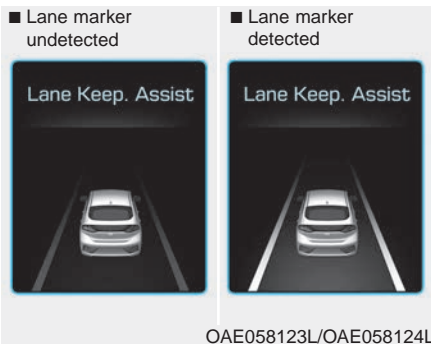 ■ Lane marker
undetected
Lane Keep. Assist
■ Lane marker
detected
Lane Keep. Assist
OAE058123L/OAE058124L